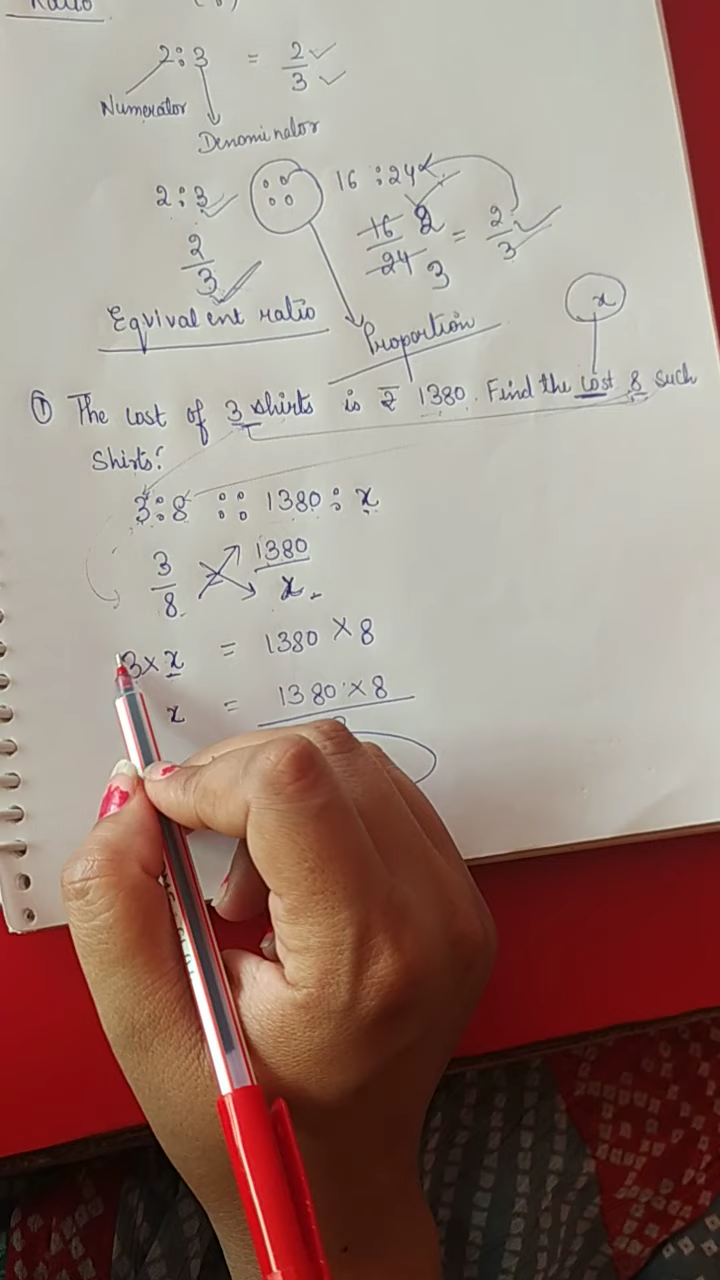 Ratio (:)
2:3 = 2/3
Numerator
Denominator
2:3 :: 16:24
2/3 16/24 2/3 = 2/3
Equivalent ratio
Proportion
x
① The cost of 3 shirts is ₹ 1380. Find the cost 8 such
shirts?
3:8 :: 1380 : x
3/8 1380/x
3×x = 1380×8
x = 1380×8